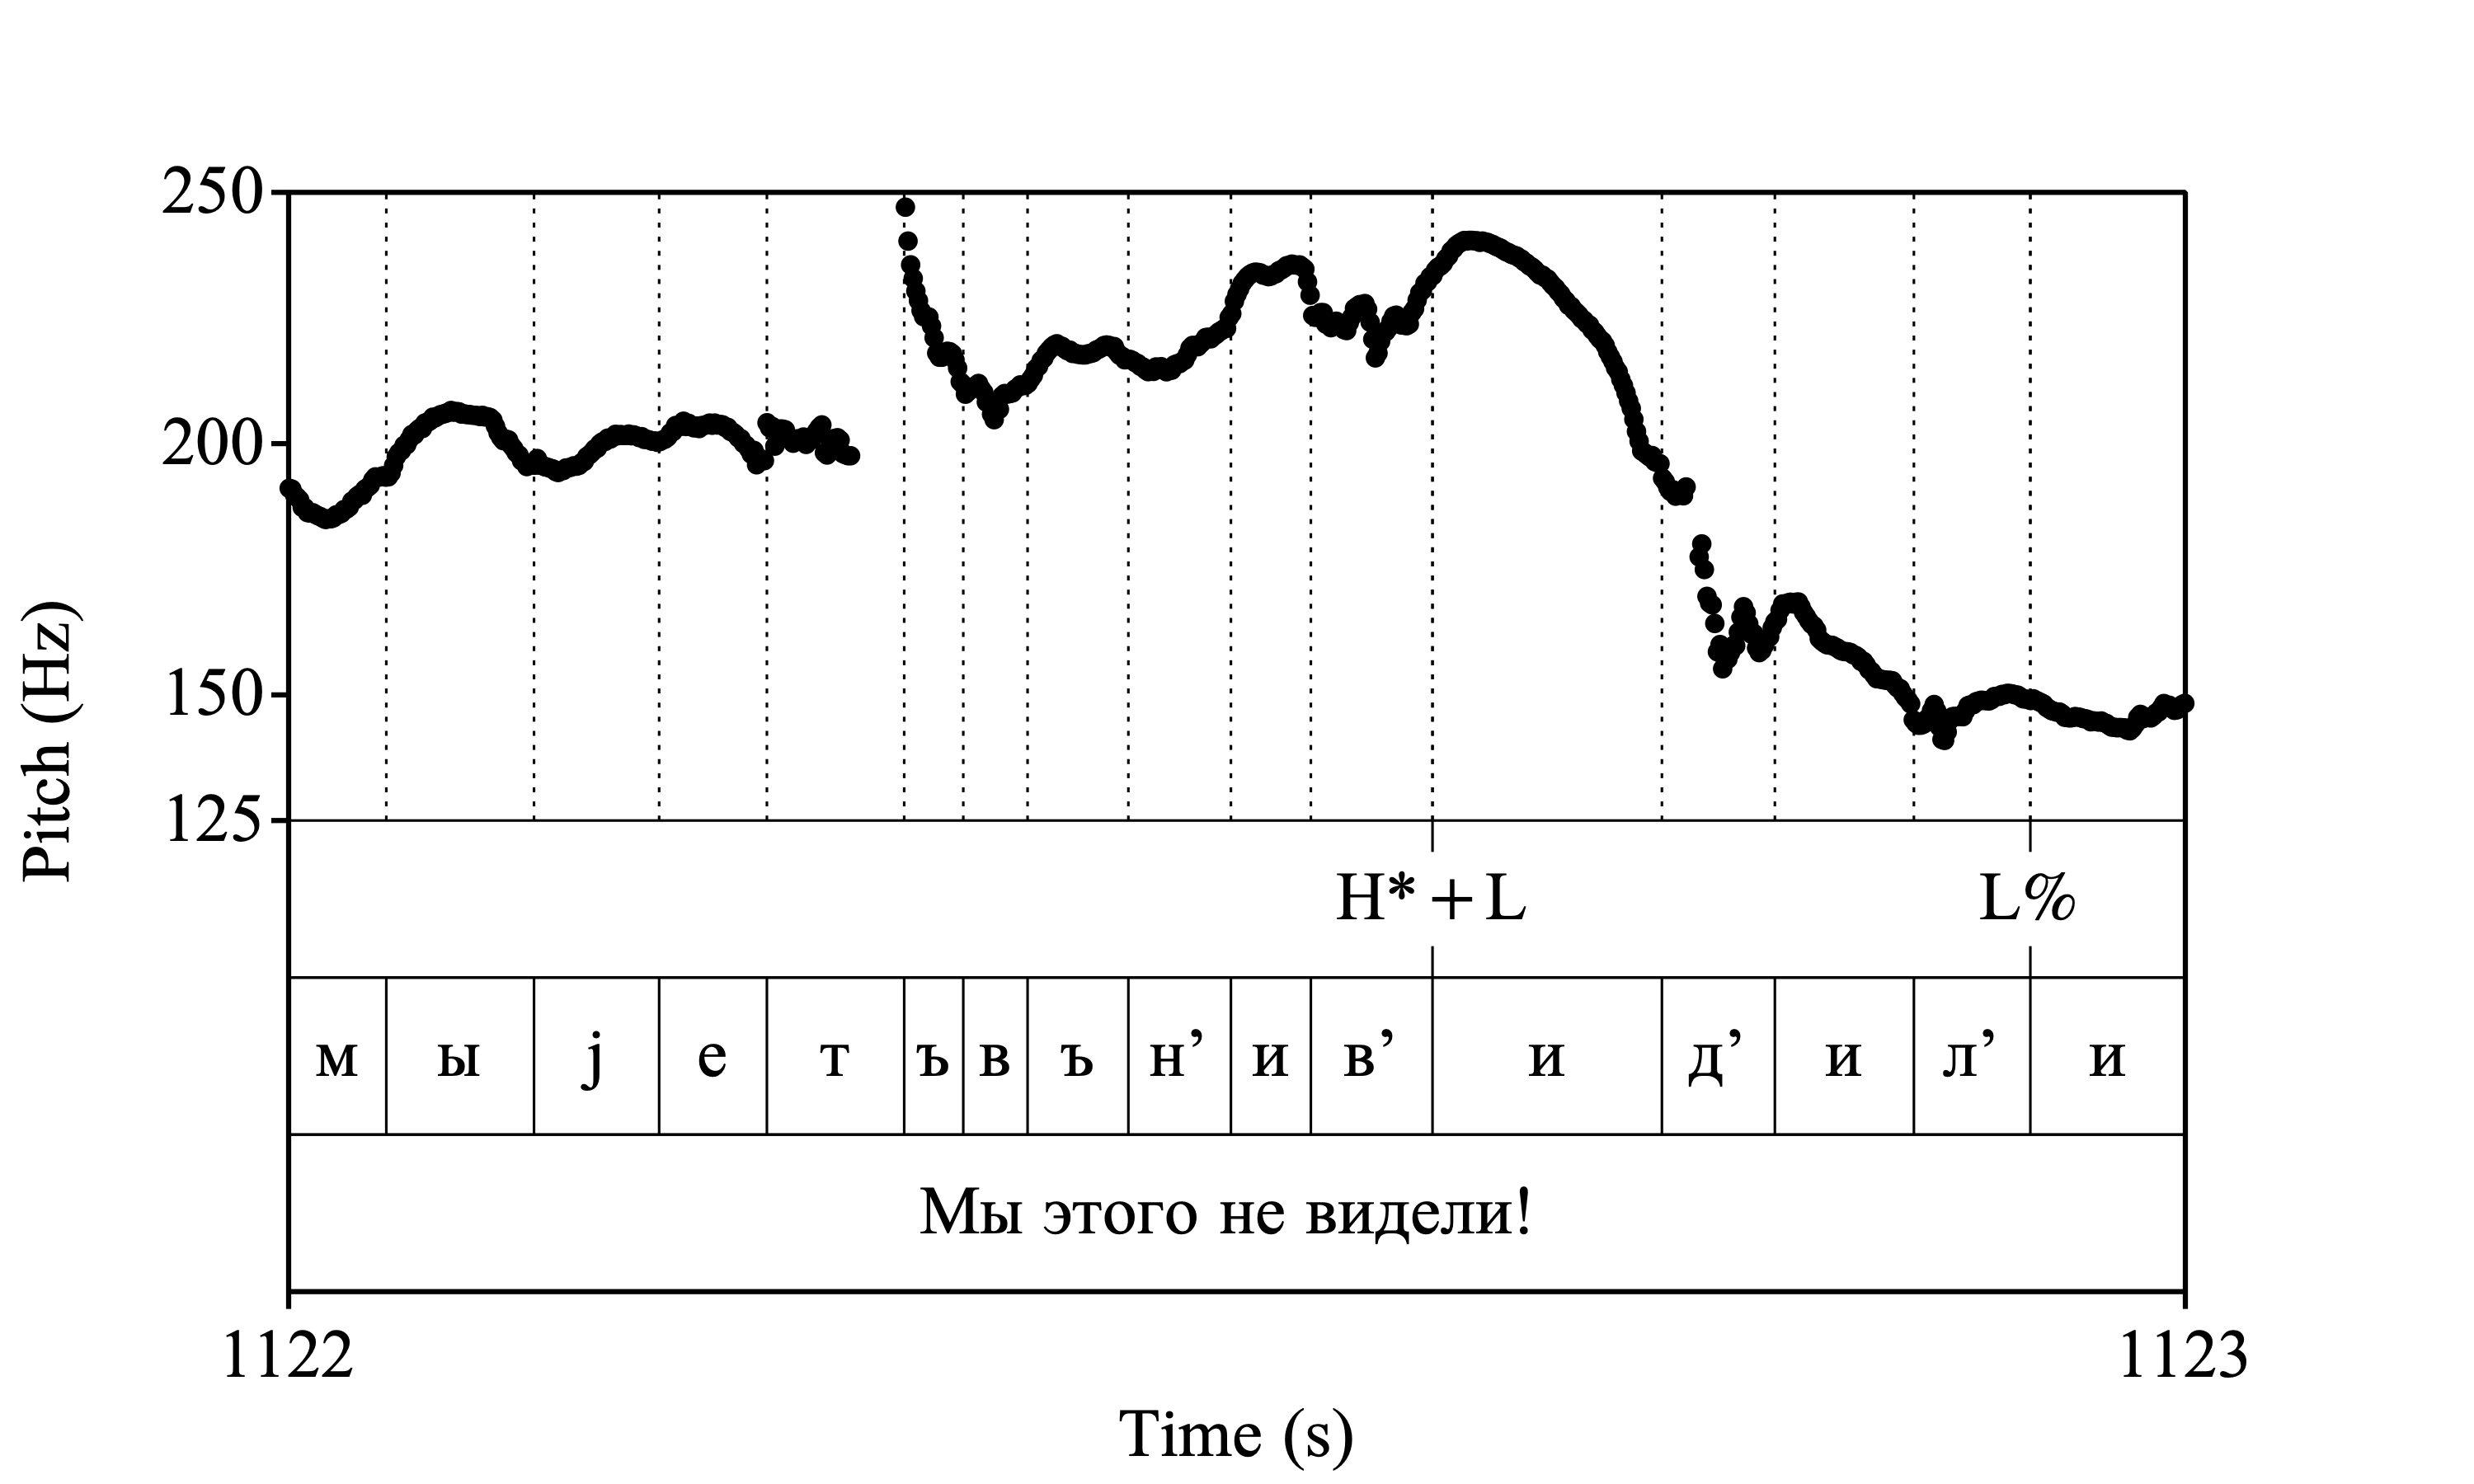 250
200
150
125
Pitch (Hz)
H* + L L%
м ы j е т ъ в ъ н’ и в’ и д’ и л’ и
Мы этого не видели!
1122 1123
Time (s)